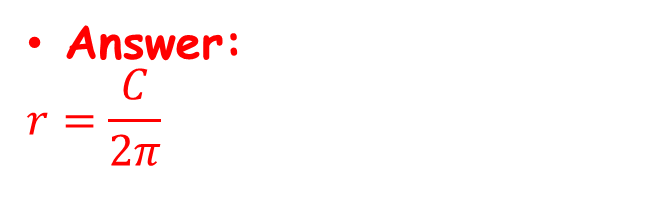 • Answer:
r = C/2π